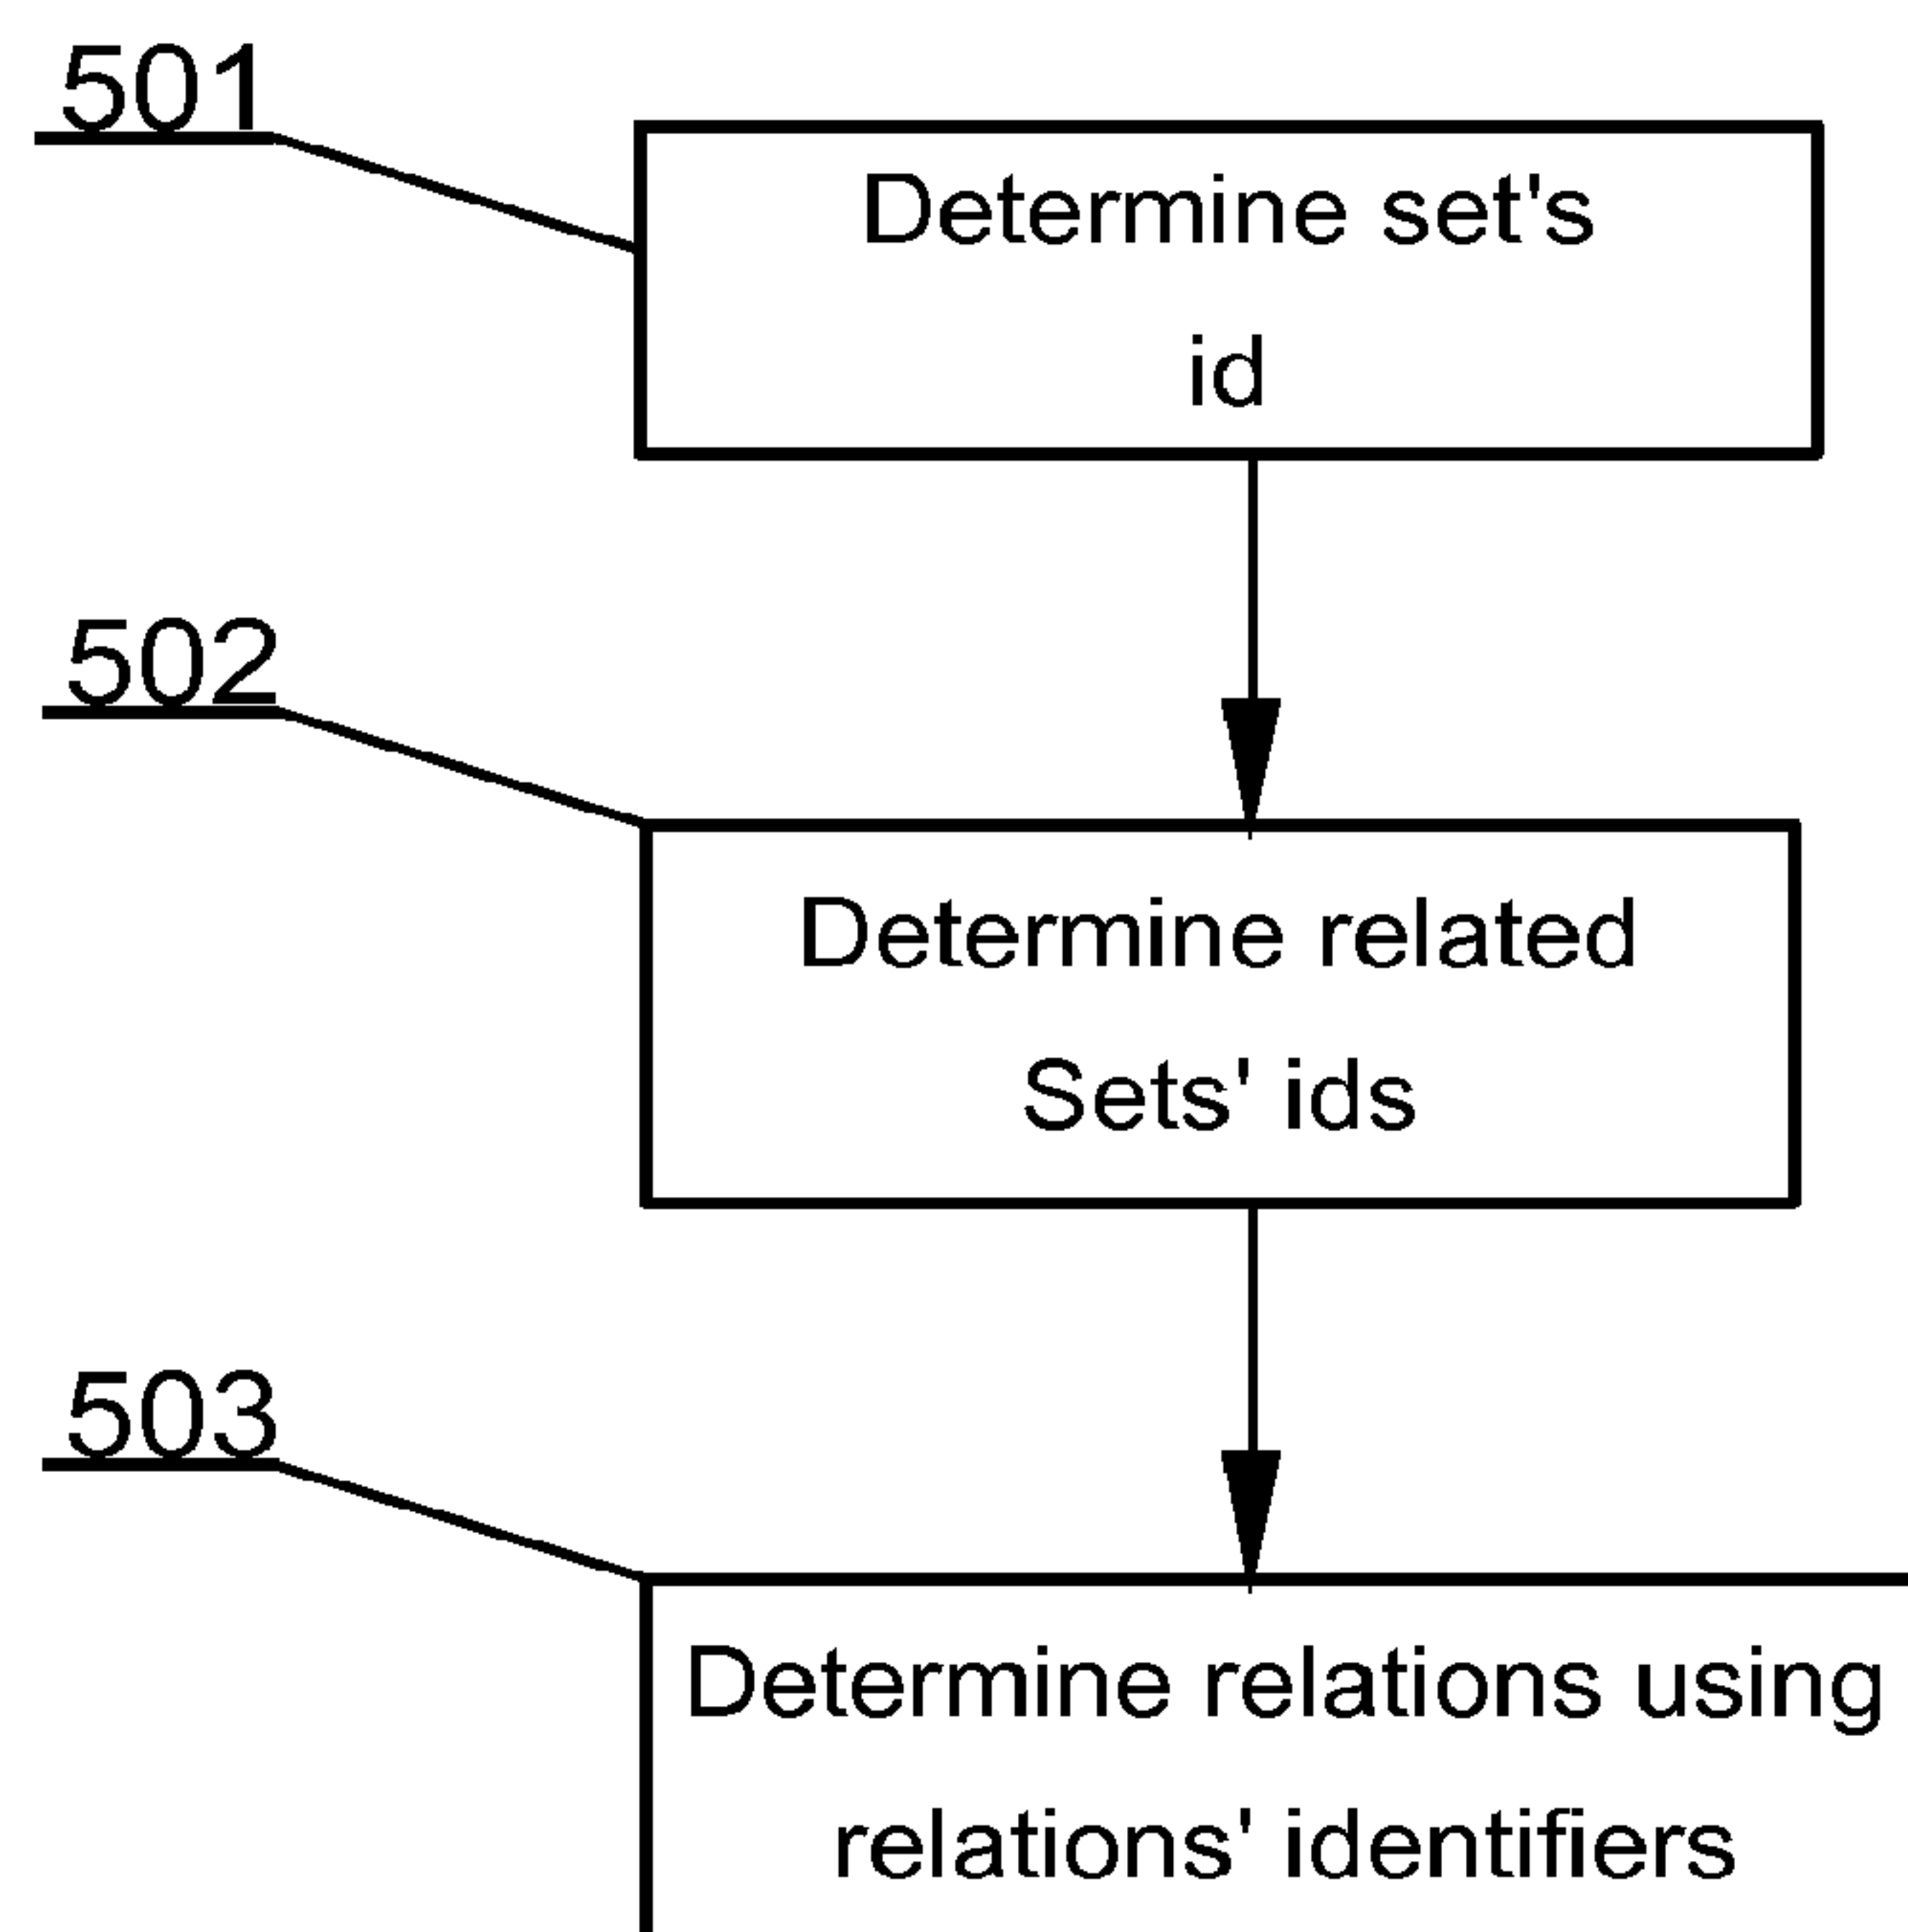 501
Determine set's
id
502
Determine related
Sets' ids
503
Determine relations using
relations' identifiers